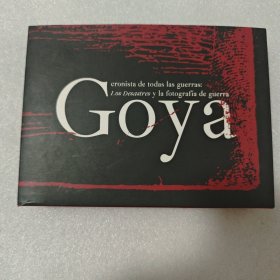 cronista de todas las guerras:
Los Desastres y la fotografía de guerra
Goya